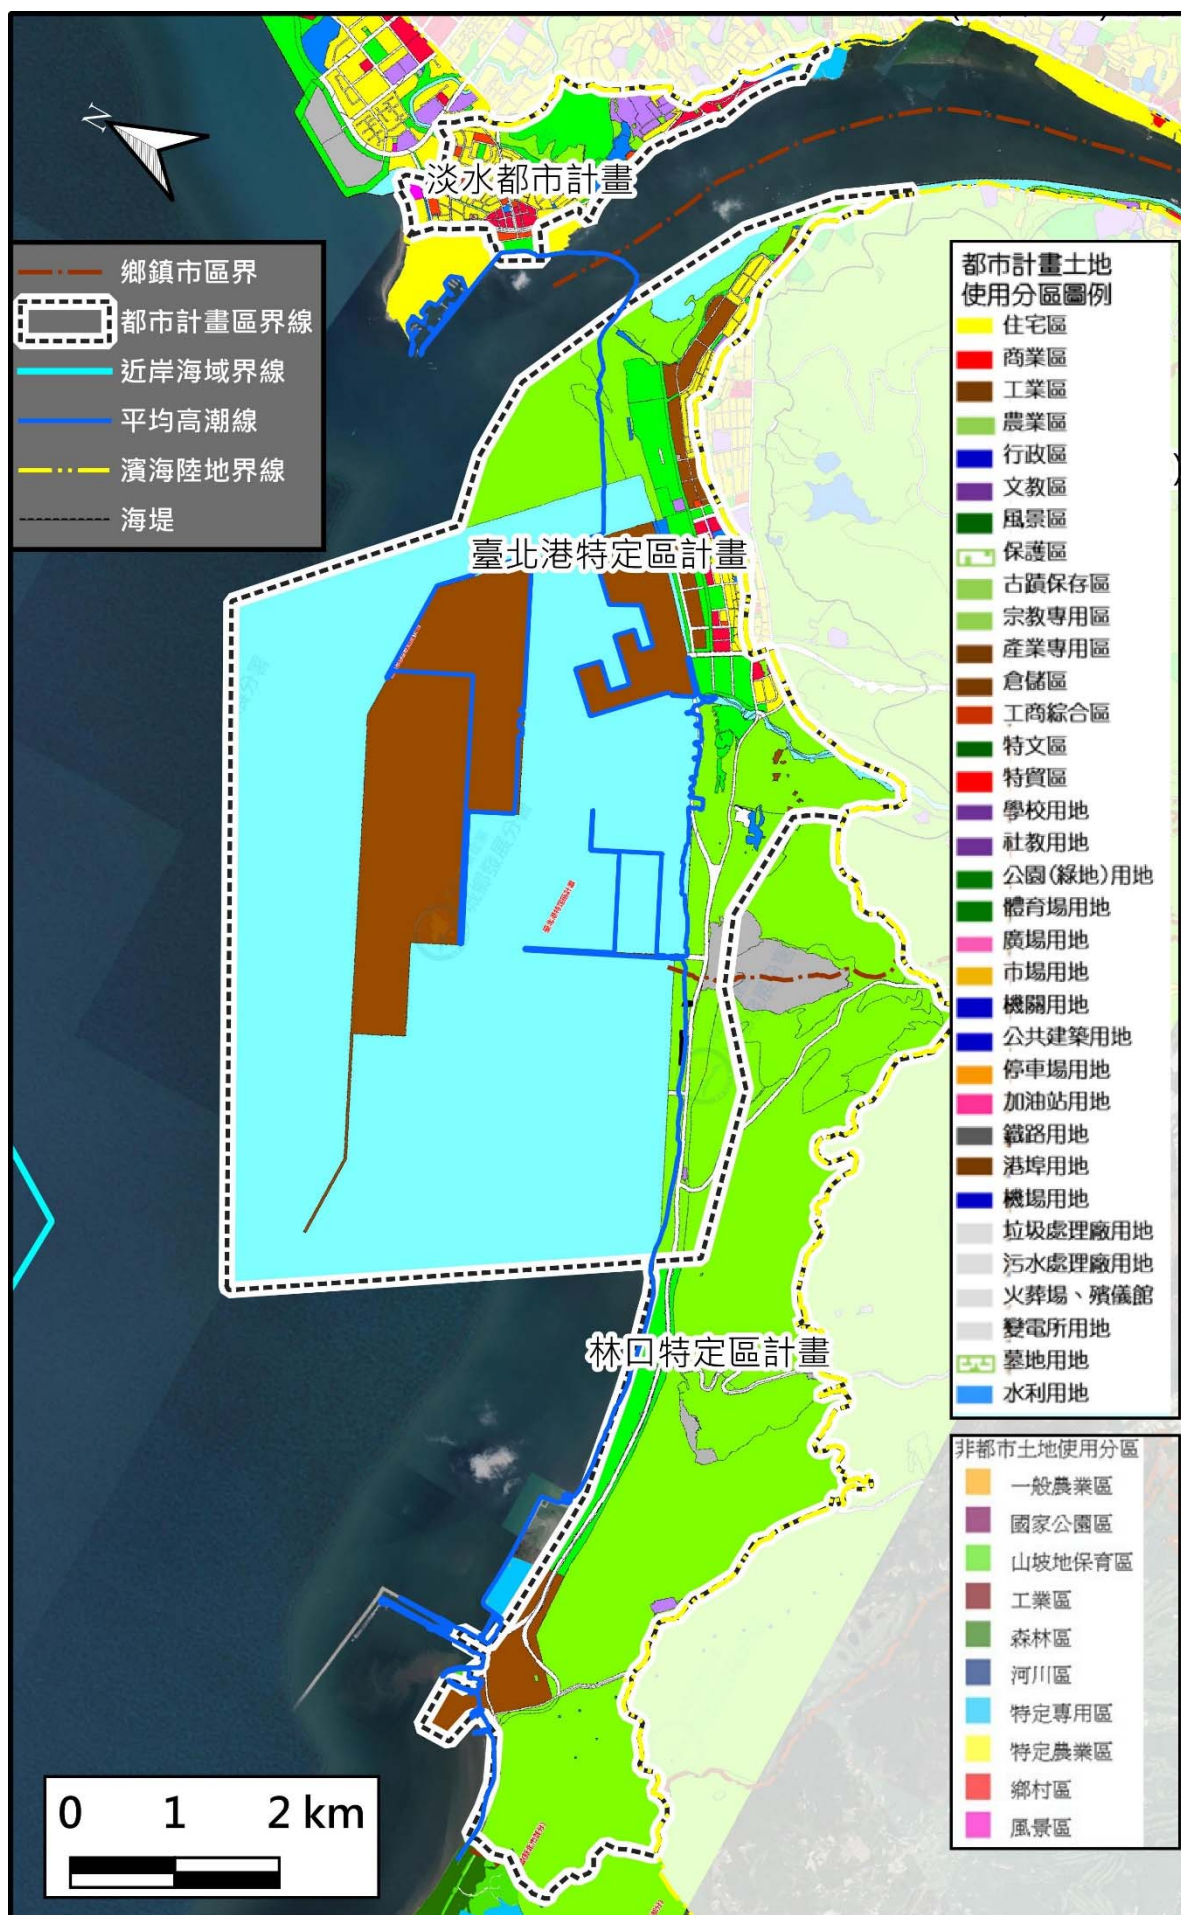 N
淡水都市計畫
鄉鎮市區界
都市計畫區界線
近岸海域界線
平均高潮線
濱海陸地界線
海堤
都市計畫土地
使用分區圖例
住宅區
商業區
工業區
農業區
行政區
文教區
風景區
保護區
古蹟保存區
宗教專用區
產業專用區
倉儲區
工商綜合區
特文區
特貿區
學校用地
社教用地
公園(綠地)用地
體育場用地
廣場用地
市場用地
機關用地
公共建築用地
停車場用地
加油站用地
鐵路用地
港埠用地
機場用地
垃圾處理廠用地
污水處理廠用地
火葬場、殯儀館
變電所用地
墓地用地
水利用地
臺北港特定區計畫
臺北港特定區計畫
林口特定區計畫
非都市土地使用分區
一般農業區
國家公園區
山坡地保育區
工業區
森林區
河川區
特定專用區
特定農業區
鄉村區
風景區
0 1 2 km